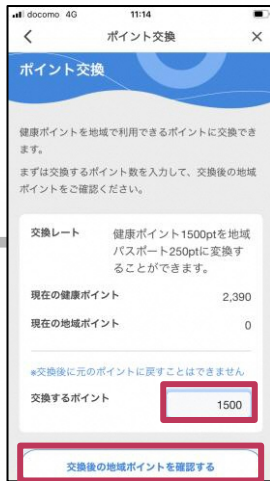 docomo 4G 11:14
ポイント交換
ポイント交換
健康ポイントを地域で利用できるポイントに交換でき
ます。
まずは交換するポイント数を入力して、交換後の地域
ポイントをご確認ください。
交換レート 健康ポイント1500ptを地域
パスポート250ptに変換す
ることができます。
現在の健康ポイント 2,390
現在の地域ポイント 0
*交換後に元のポイントに戻すことはできません
交換するポイント 1500
交換後の地域ポイントを確認する